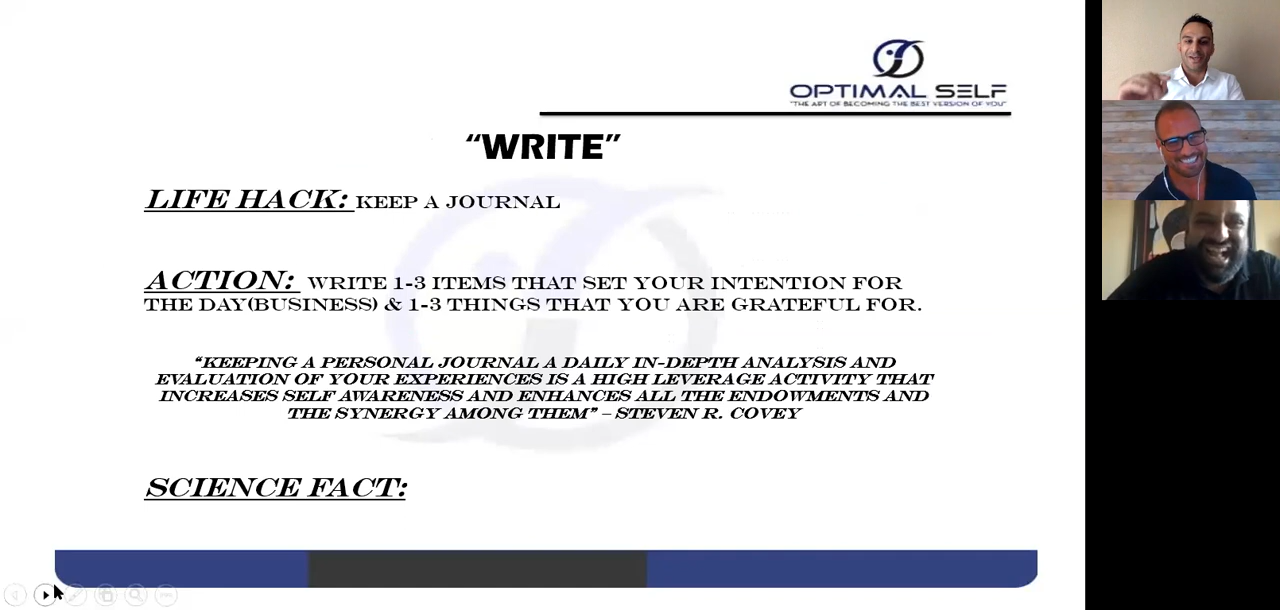 OPTIMAL SELF
"THE ART OF BECOMING THE BEST VERSION OF YOU"
“WRITE”
LIFE HACK: KEEP A JOURNAL
ACTION: WRITE 1-3 ITEMS THAT SET YOUR INTENTION FOR
THE DAY(BUSINESS) & 1-3 THINGS THAT YOU ARE GRATEFUL FOR.
“KEEPING A PERSONAL JOURNAL A DAILY IN-DEPTH ANALYSIS AND
EVALUATION OF YOUR EXPERIENCES IS A HIGH LEVERAGE ACTIVITY THAT
INCREASES SELF AWARENESS AND ENHANCES ALL THE ENDOWMENTS AND
THE SYNERGY AMONG THEM” – STEVEN R. COVEY
SCIENCE FACT: